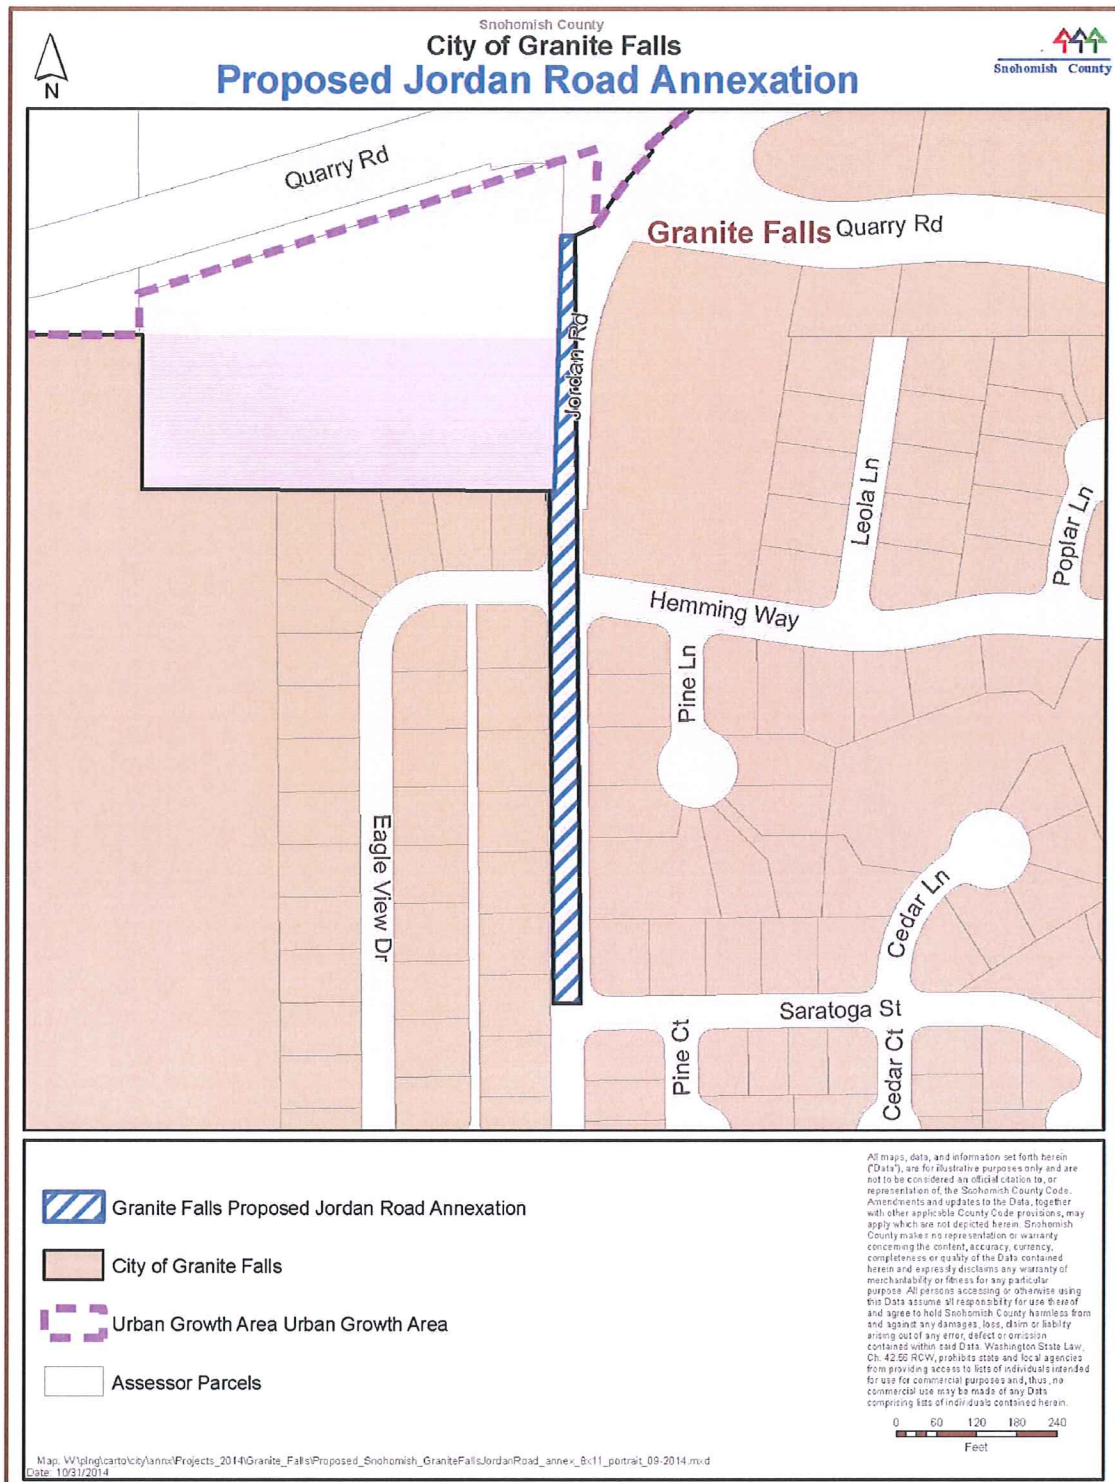 Snohomish County
City of Granite Falls
Proposed Jordan Road Annexation
N
Snohomish County
Quarry Rd
Granite Falls
Quarry Rd
Jordan Rd
Leola Ln
Poplar Ln
Hemming Way
Pine Ln
Eagle View Dr
Cedar Ln
Saratoga St
Pine Ct
Cedar Ct
Granite Falls Proposed Jordan Road Annexation
City of Granite Falls
Urban Growth Area Urban Growth Area
Assessor Parcels
All maps, data, and information set forth herein
("Data"), are for illustrative purposes only and are
not to be considered an official citation to, or
representation of, the Snohomish County Code.
Amendments and updates to the Data, together
with other applicable County Code provisions, may
apply which are not depicted herein. Snohomish
County makes no representation or warranty
concerning the content, accuracy, currency,
completeness or quality of the Data contained
herein and expressly disclaims any warranty of
merchantability or fitness for any particular
purpose. All persons accessing or otherwise using
this Data assume all responsibility for use thereof
and agree to hold Snohomish County harmless from
and against any damages, loss, claim or liability
arising out of any error, defect or omission
contained within said Data. Washington State Law,
Ch. 42.56 RCW, prohibits state and local agencies
from providing access to lists of individuals intended
for use for commercial purposes and, thus, no
commercial use may be made of any Data
comprising lists of individuals contained herein.
0 60 120 180 240
Feet
Map: W:\plng\carto\city\annx\Projects_2014\Granite_Falls\Proposed_Snohomish_GraniteFallsJordanRoad_annex_8x11_portrait_09-2014.mxd
Date: 10/31/2014